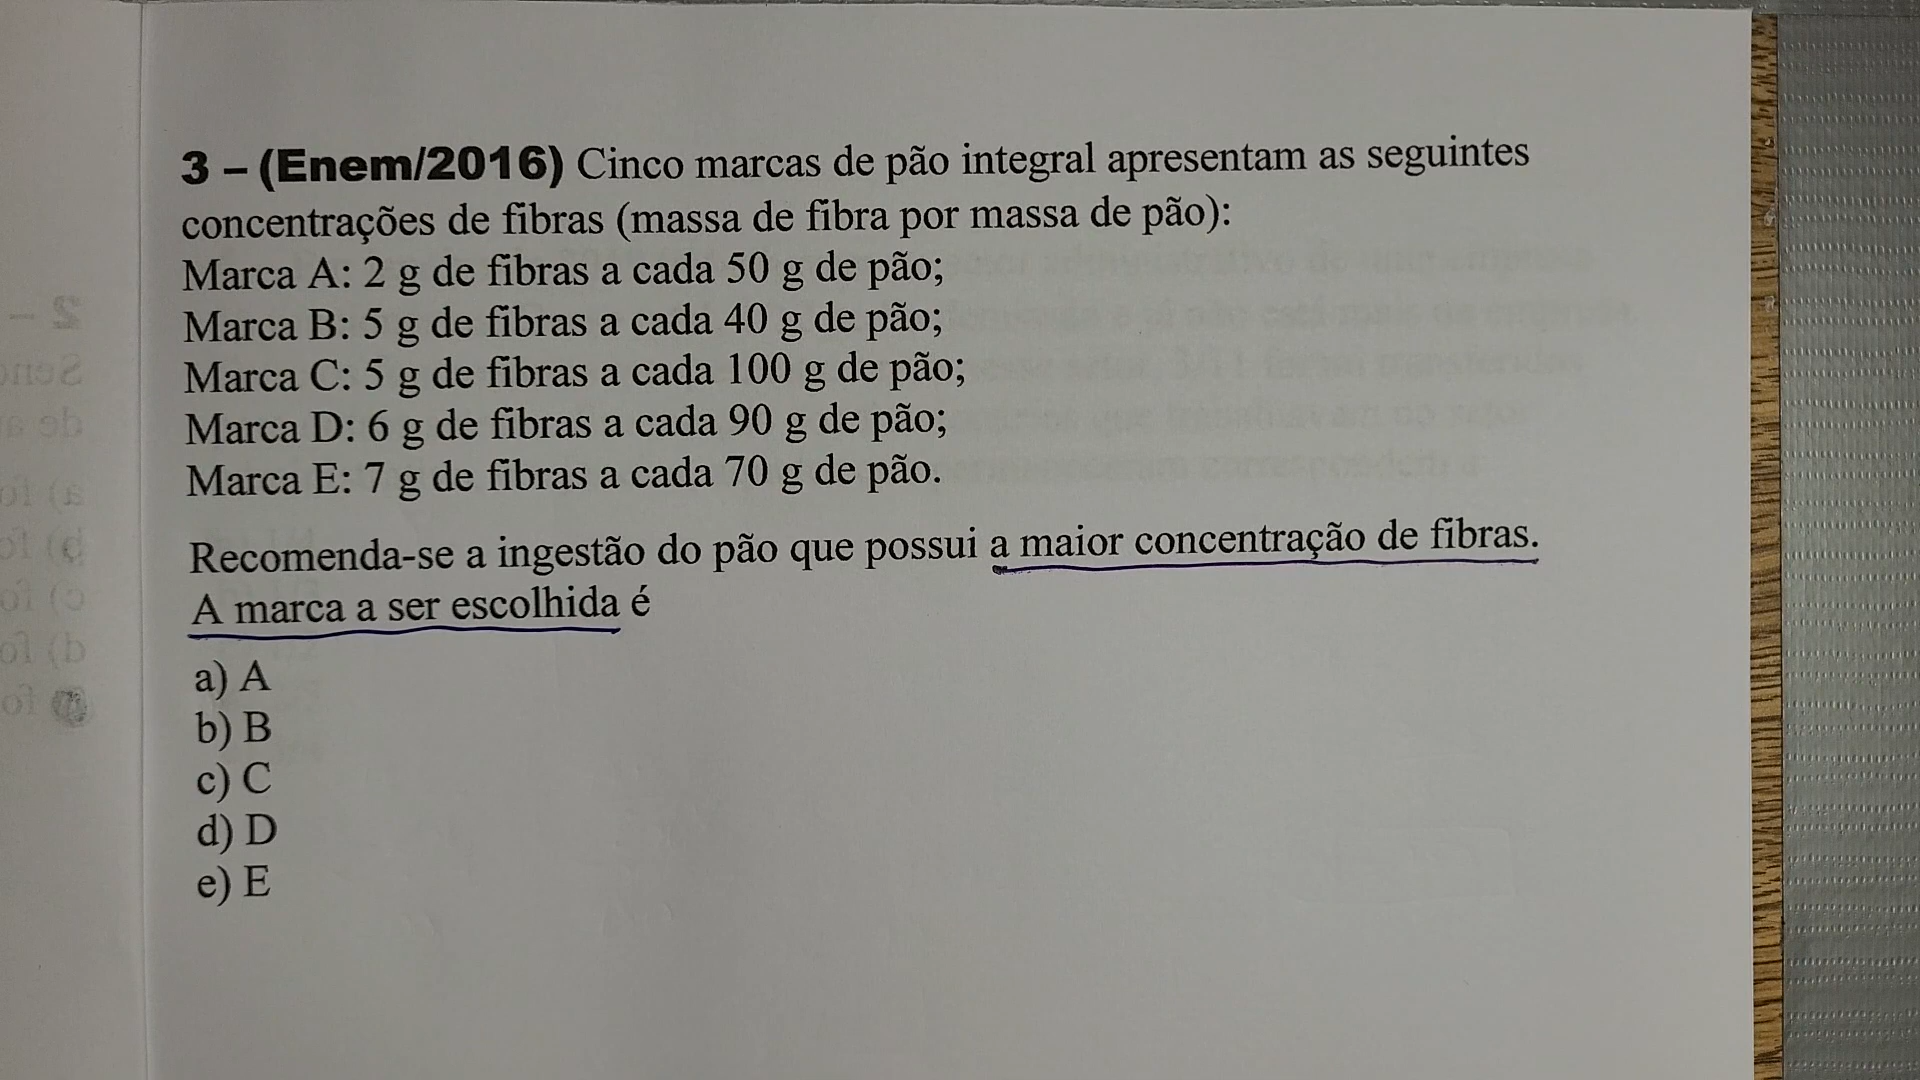 3 – (Enem/2016) Cinco marcas de pão integral apresentam as seguintes
concentrações de fibras (massa de fibra por massa de pão):
Marca A: 2 g de fibras a cada 50 g de pão;
Marca B: 5 g de fibras a cada 40 g de pão;
Marca C: 5 g de fibras a cada 100 g de pão;
Marca D: 6 g de fibras a cada 90 g de pão;
Marca E: 7 g de fibras a cada 70 g de pão.
Recomenda-se a ingestão do pão que possui a maior concentração de fibras.
A marca a ser escolhida é
a) A
b) B
c) C
d) D
e) E